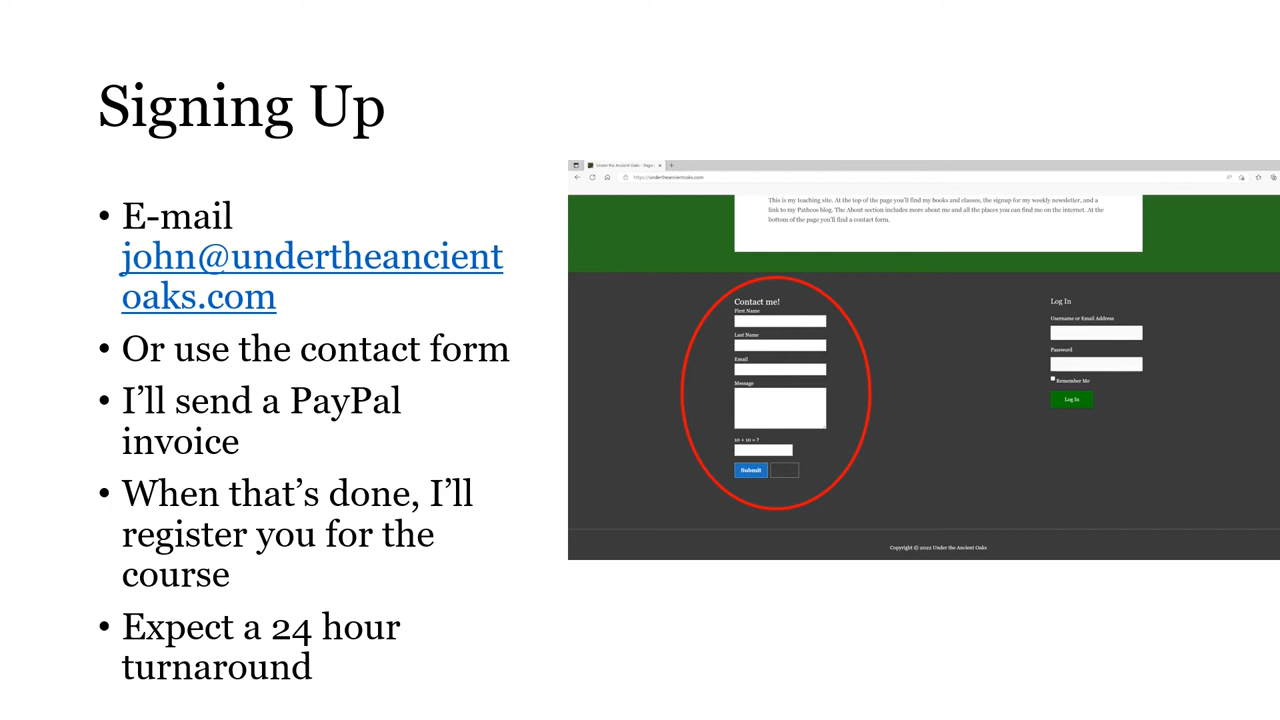 Signing Up
• E-mail
john@undertheancient
oaks.com
• Or use the contact form
• I’ll send a PayPal
invoice
• When that’s done, I’ll
register you for the
course
• Expect a 24 hour
turnaround
https://undertheancientoaks.com
This is my teaching site. At the top of the page you'll find my books and classes, the signup for my weekly newsletter, and a
link to my Patheos blog. The About section includes more about me and all the places you can find me on the internet. At the
bottom of the page you'll find a contact form.
Contact me!
First Name
Last Name
Email
Message
10 + 10 = ?
Submit
Log In
Username or Email Address
Password
Remember Me
Log In
Copyright © 2022 Under the Ancient Oaks